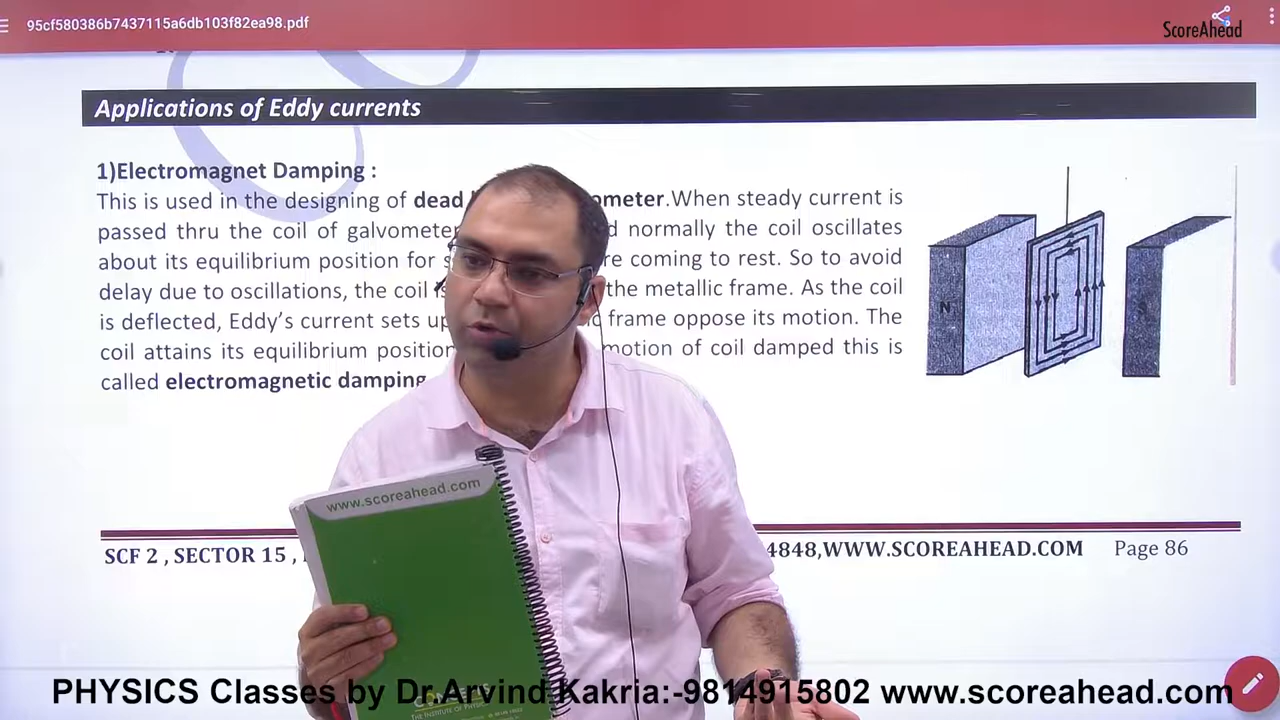 95cf580386b7437115a6db103f82ea98.pdf
ScoreAhead
Applications of Eddy currents
1)Electromagnet Damping :
This is used in the designing of dead ometer.When steady current is
passed thru the coil of galvometer d normally the coil oscillates
about its equilibrium position for re coming to rest. So to avoid
delay due to oscillations, the coil the metallic frame. As the coil
is deflected, Eddy's current sets up frame oppose its motion. The
coil attains its equilibrium position motion of coil damped this is
called electromagnetic damping
N
www.scoreahead.com
SCF 2 , SECTOR 15 , 4848,WWW.SCOREAHEAD.COM Page 86
THE INSTITUTE OF PHYSICS
PHYSICS Classes by Dr.Arvind Kakria:-9814915802 www.scoreahead.com